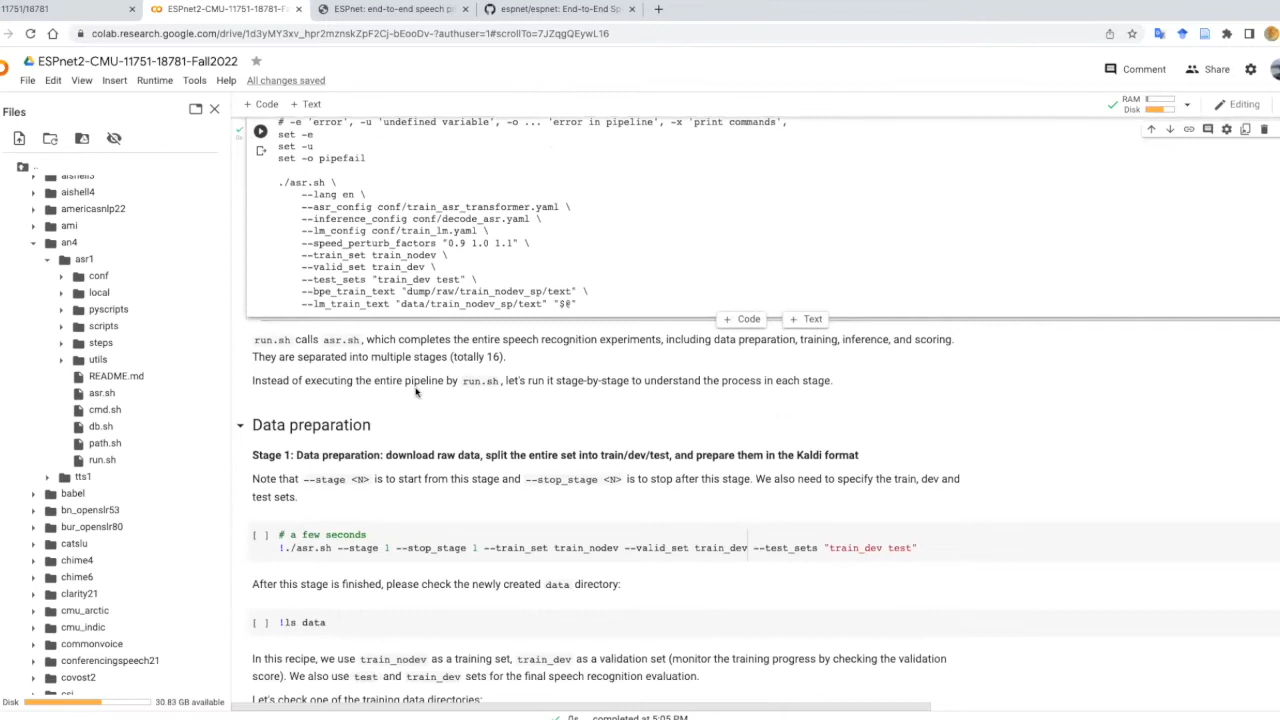 11751/18781
ESPnet2-CMU-11751-18781-Fa
ESPnet: end-to-end speech p
espnet/espnet: End-to-End Sp
colab.research.google.com/drive/1d3yMY3xv_hpr2mznskZpF2Cj-bEooDv-?authuser=1#scrollTo=7JZqgQEywL16
ESPnet2-CMU-11751-18781-Fall2022
File Edit View Insert Runtime Tools Help All changes saved
Comment Share
Files
+ Code + Text
RAM
Disk
Editing
..
aishell3
aishell4
americasnlp22
ami
an4
asr1
conf
local
pyscripts
scripts
steps
utils
README.md
asr.sh
cmd.sh
db.sh
path.sh
run.sh
tts1
babel
bn_openslr53
bur_openslr80
catslu
chime4
chime6
clarity21
cmu_arctic
cmu_indic
commonvoice
conferencingspeech21
covost2
Disk 30.83 GB available
# -e 'error', -u 'undefined variable', -o ... 'error in pipeline', -x 'print commands',
set -e
set -u
set -o pipefail
./asr.sh \
--lang en \
--asr_config conf/train_asr_transformer.yaml \
--inference_config conf/decode_asr.yaml \
--lm_config conf/train_lm.yaml \
--speed_perturb_factors "0.9 1.0 1.1" \
--train_set train_nodev \
--valid_set train_dev \
--test_sets "train_dev test" \
--bpe_train_text "dump/raw/train_nodev_sp/text" \
--lm_train_text "data/train_nodev_sp/text" "$@"
+ Code + Text
run.sh calls asr.sh, which completes the entire speech recognition experiments, including data preparation, training, inference, and scoring.
They are separated into multiple stages (totally 16).
Instead of executing the entire pipeline by run.sh, let's run it stage-by-stage to understand the process in each stage.
Data preparation
Stage 1: Data preparation: download raw data, split the entire set into train/dev/test, and prepare them in the Kaldi format
Note that --stage <N> is to start from this stage and --stop_stage <N> is to stop after this stage. We also need to specify the train, dev and
test sets.
[ ] # a few seconds
!./asr.sh --stage 1 --stop_stage 1 --train_set train_nodev --valid_set train_dev --test_sets "train_dev test"
After this stage is finished, please check the newly created data directory:
[ ] !ls data
In this recipe, we use train_nodev as a training set, train_dev as a validation set (monitor the training progress by checking the validation
score). We also use test and train_dev sets for the final speech recognition evaluation.
Let's check one of the training data directories:
0s completed at 5:05 PM